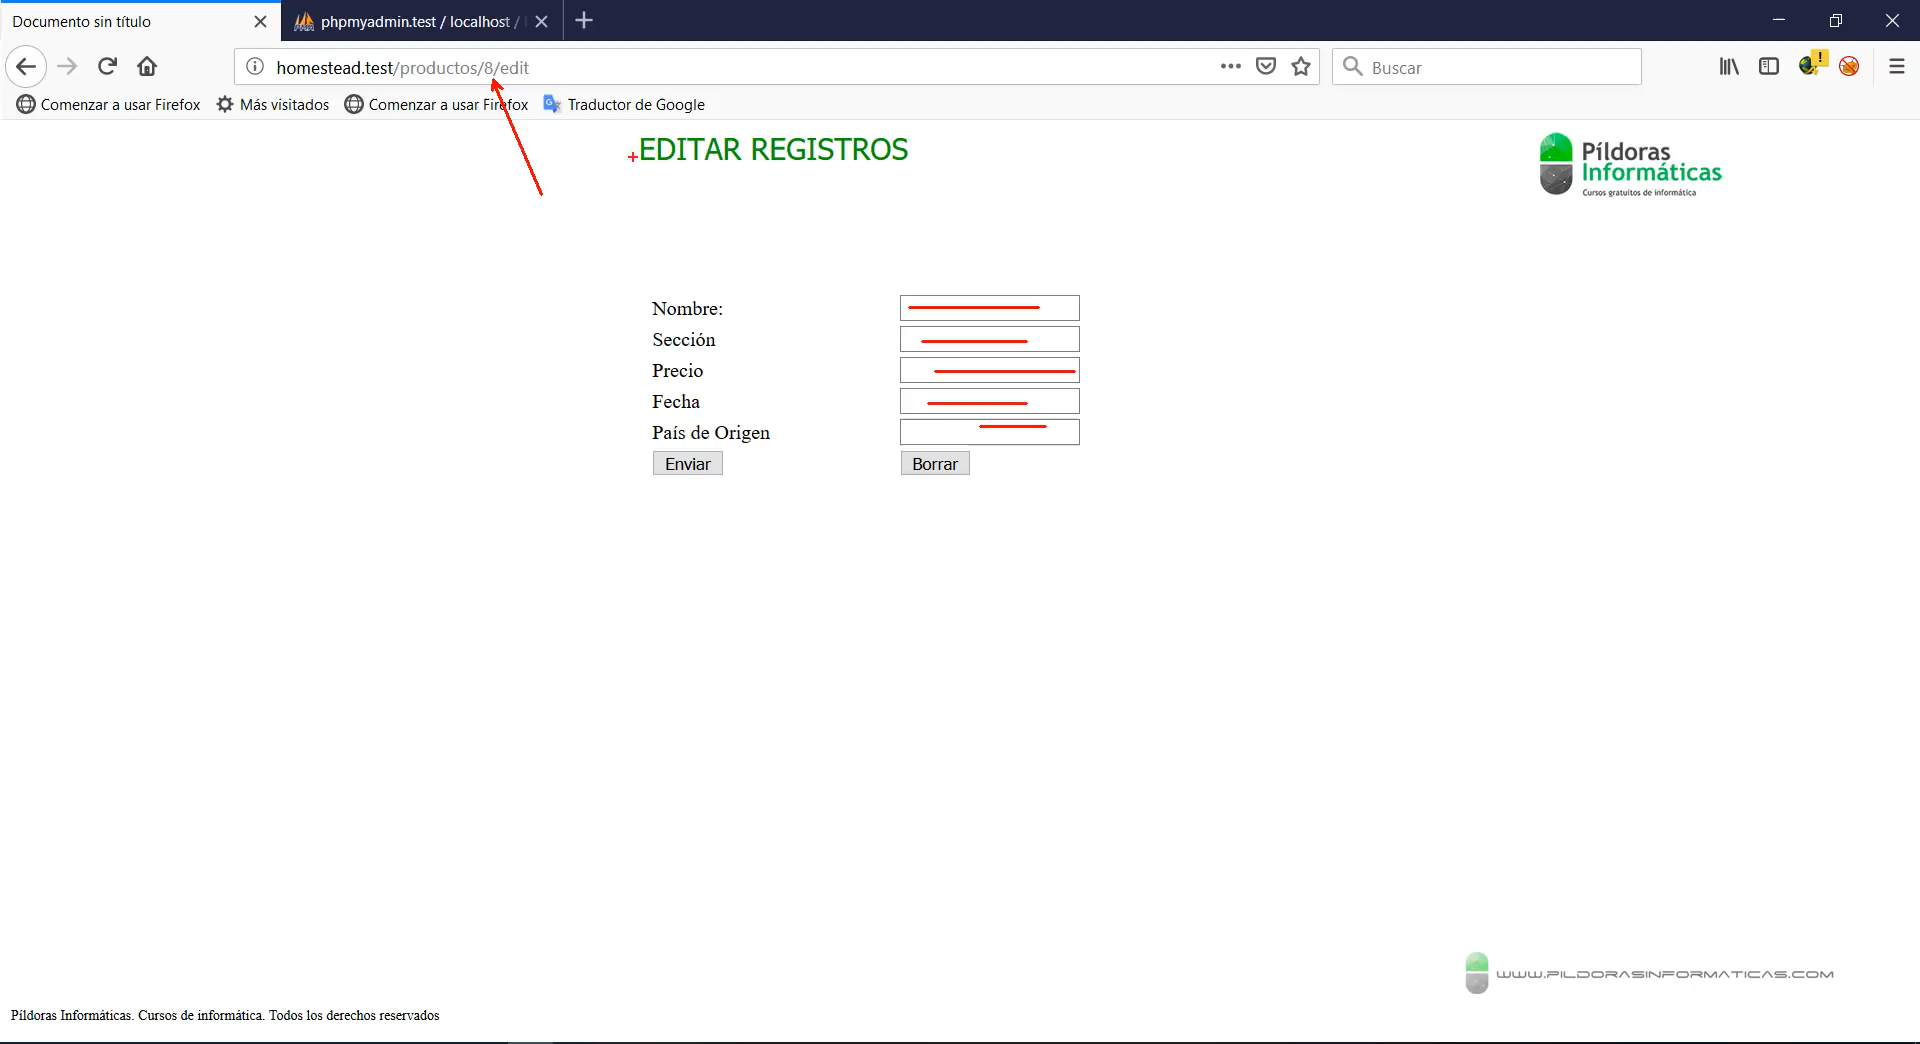 Documento sin título
phpmyadmin.test / localhost /
homestead.test/productos/8/edit
Buscar
Comenzar a usar Firefox
Más visitados
Comenzar a usar Firefox
Traductor de Google
EDITAR REGISTROS
Píldoras
Informáticas
Cursos gratuitos de informática
Nombre:
Sección
Precio
Fecha
País de Origen
Enviar
Borrar
WWW.PILDORASINFORMATICAS.COM
Píldoras Informáticas. Cursos de informática. Todos los derechos reservados